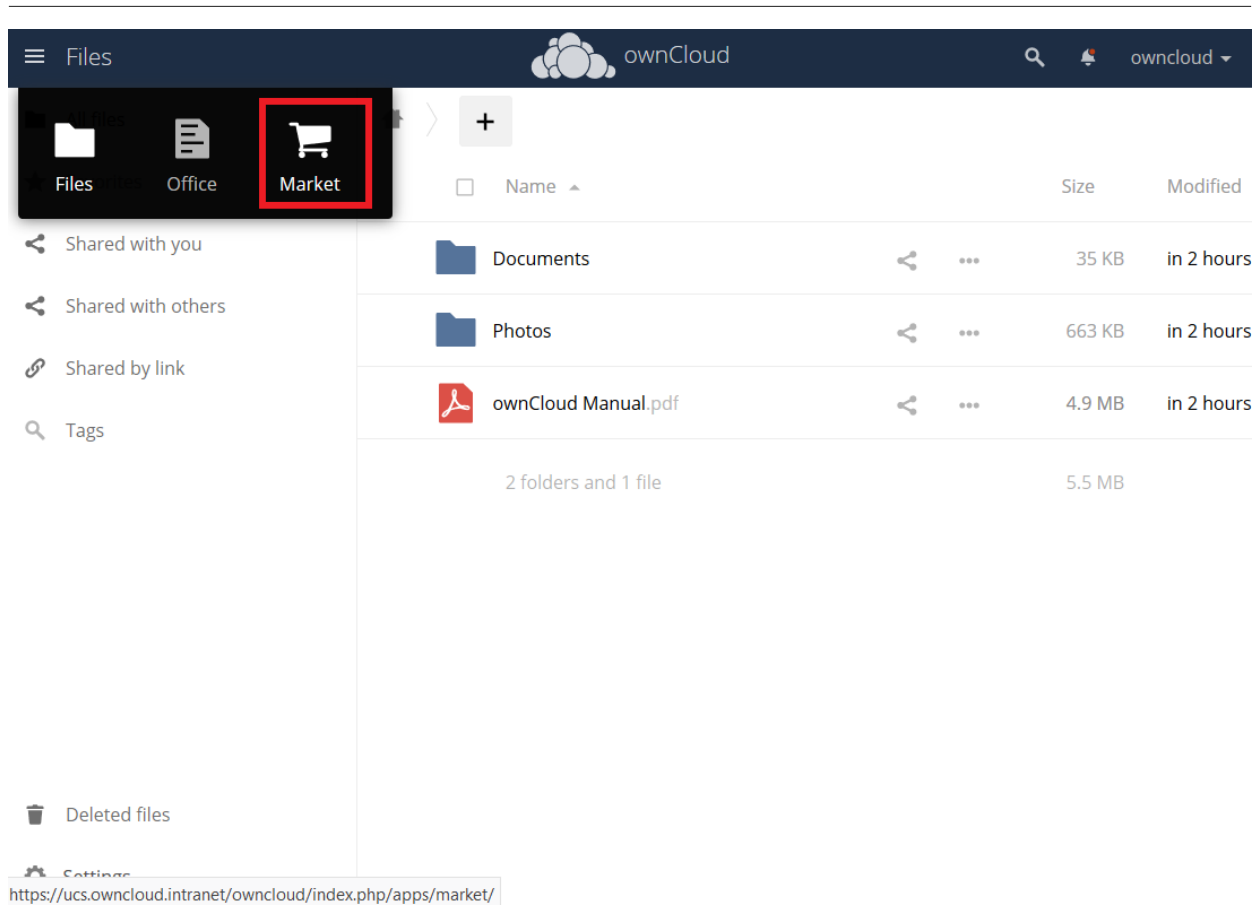 Files
ownCloud
owncloud
All files
Files
Office
Market
+
Name
Size
Modified
Shared with you
Documents
35 KB
in 2 hours
Shared with others
Photos
663 KB
in 2 hours
Shared by link
ownCloud Manual.pdf
4.9 MB
in 2 hours
Tags
2 folders and 1 file
5.5 MB
Deleted files
Settings
https://ucs.owncloud.intranet/owncloud/index.php/apps/market/